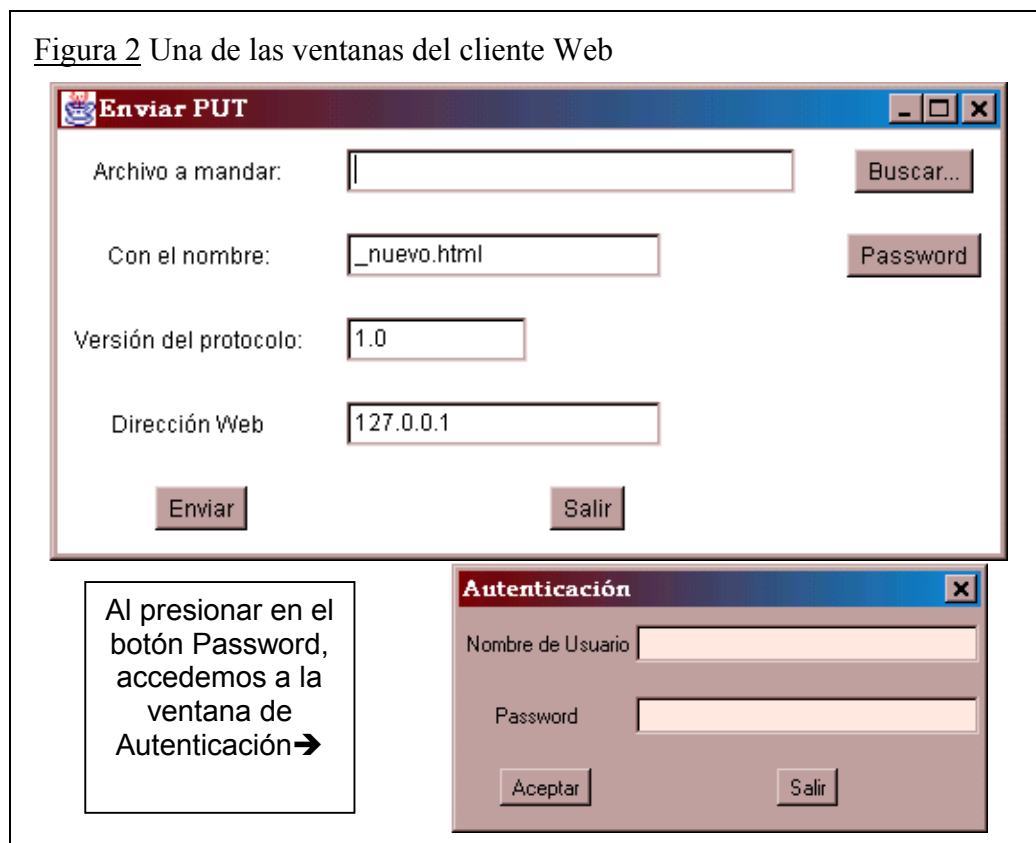 Figura 2 Una de las ventanas del cliente Web
Enviar PUT
Archivo a mandar:
Buscar...
Con el nombre: _nuevo.html
Password
Versión del protocolo: 1.0
Dirección Web 127.0.0.1
Enviar Salir
Al presionar en el
botón Password,
accedemos a la
ventana de
Autenticación➔
Autenticación
Nombre de Usuario
Password
Aceptar Salir